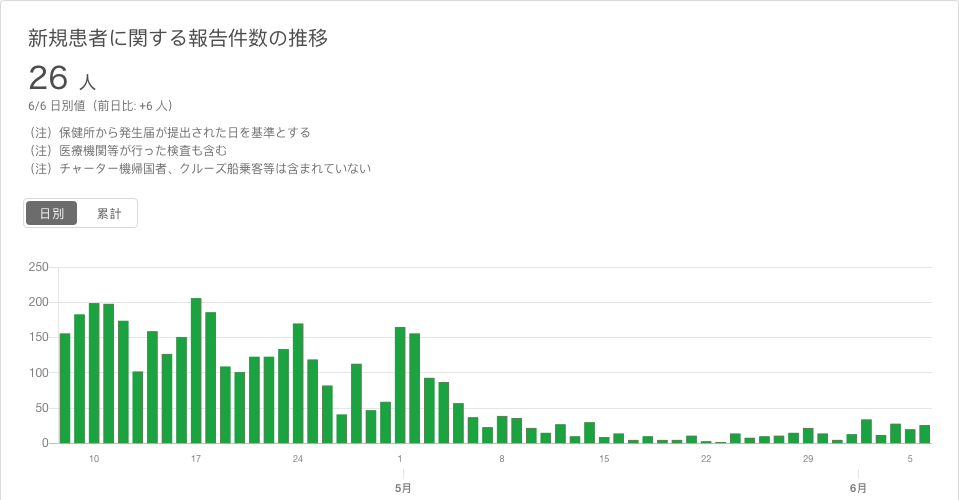 新規患者に関する報告件数の推移
26 人
6/6 日別値（前日比: +6 人）
（注）保健所から発生届が提出された日を基準とする
（注）医療機関等が行った検査も含む
（注）チャーター機帰国者、クルーズ船乗客等は含まれていない
日別 累計
250
200
150
100
50
0
10 17 24 1 8 15 22 29 5
5月 6月